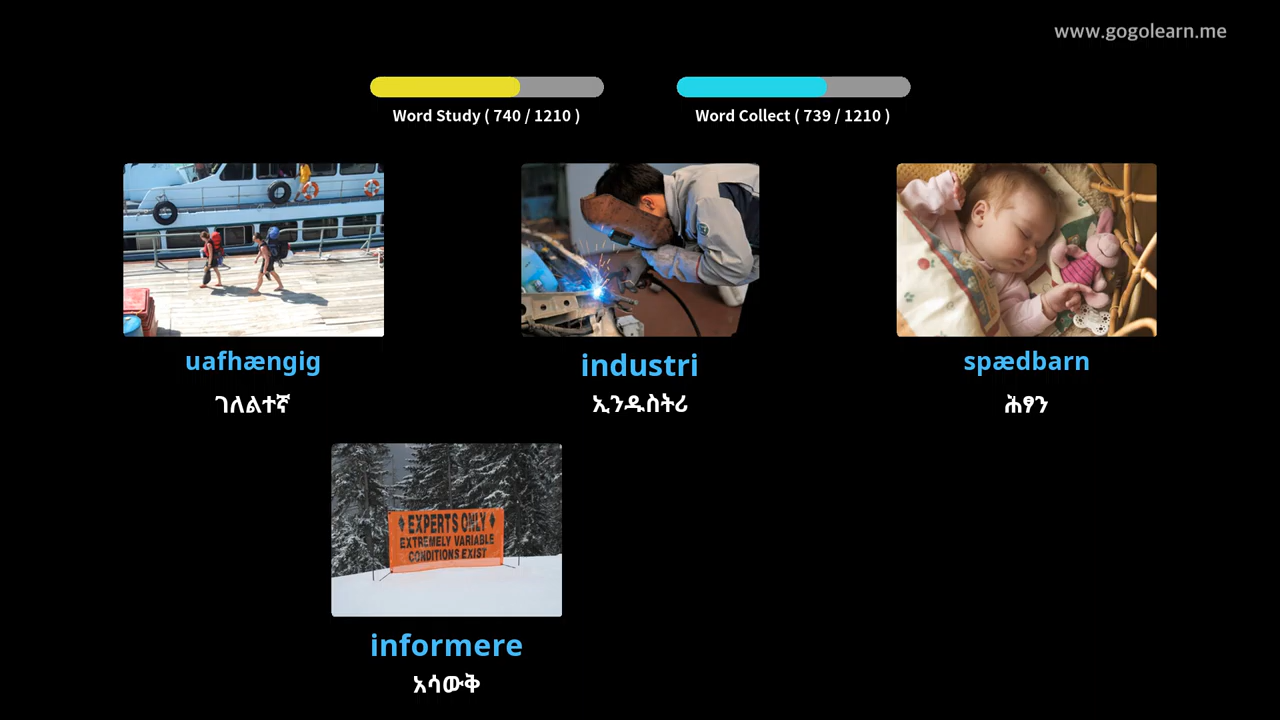 www.gogolearn.me
Word Study ( 740 / 1210 )
Word Collect ( 739 / 1210 )
uafhængig
ገለልተኛ
industri
ኢንዱስትሪ
spædbarn
ሕፃን
EXPERTS ONLY
EXTREMELY VARIABLE
CONDITIONS EXIST
informere
አሳውቅ